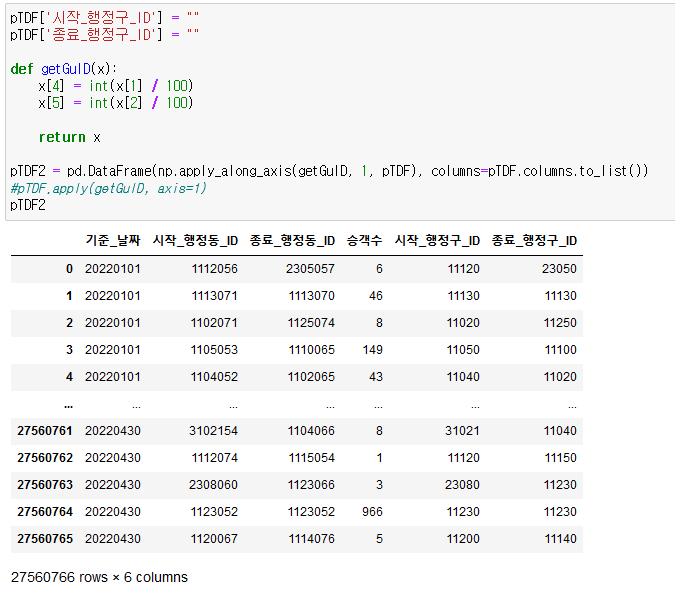 pTDF['시작_행정구_ID'] = ""
pTDF['종료_행정구_ID'] = ""
def getGuID(x):
x[4] = int(x[1] / 100)
x[5] = int(x[2] / 100)
return x
pTDF2 = pd.DataFrame(np.apply_along_axis(getGuID, 1, pTDF), columns=pTDF.columns.to_list())
#pTDF.apply(getGuID, axis=1)
pTDF2
기준_날짜 시작_행정동_ID 종료_행정동_ID 승객수 시작_행정구_ID 종료_행정구_ID
0 20220101 1112056 2305057 6 11120 23050
1 20220101 1113071 1113070 46 11130 11130
2 20220101 1102071 1125074 8 11020 11250
3 20220101 1105053 1110065 149 11050 11100
4 20220101 1104052 1102065 43 11040 11020
... ... ... ... ... ... ...
27560761 20220430 3102154 1104066 8 31021 11040
27560762 20220430 1112074 1115054 1 11120 11150
27560763 20220430 2308060 1123066 3 23080 11230
27560764 20220430 1123052 1123052 966 11230 11230
27560765 20220430 1120067 1114076 5 11200 11140
27560766 rows × 6 columns